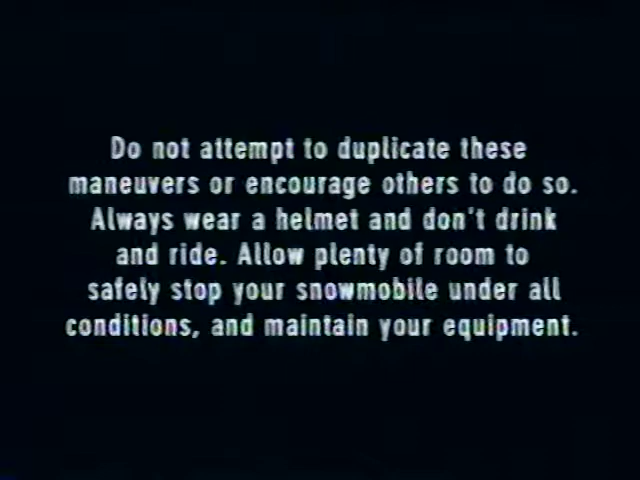 Do not attempt to duplicate these
maneuvers or encourage others to do so.
Always wear a helmet and don't drink
and ride. Allow plenty of room to
safely stop your snowmobile under all
conditions, and maintain your equipment.